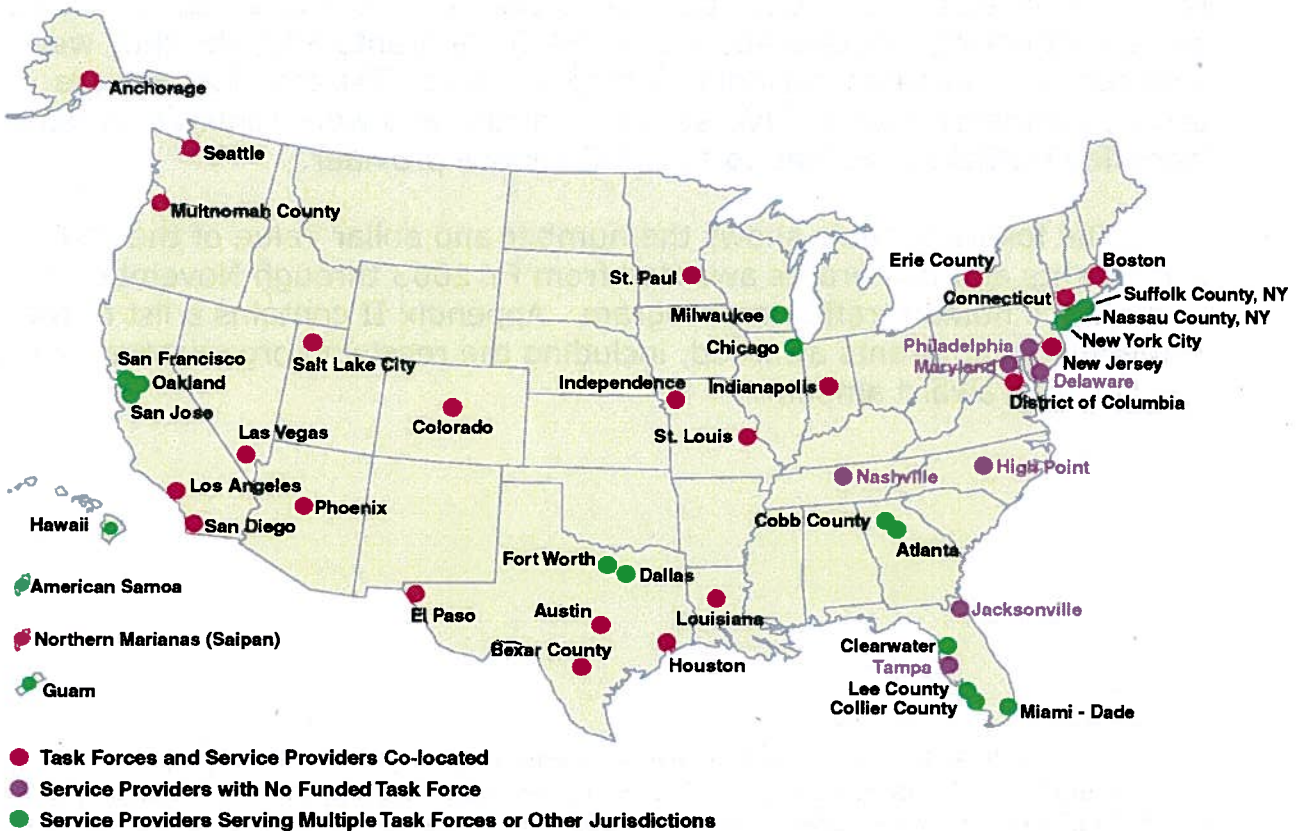 Anchorage
Seattle
Multnomah County
St. Paul
Erie County
Boston
Connecticut
Suffolk County, NY
Milwaukee
Nassau County, NY
New York City
Chicago
Philadelphia
New Jersey
Maryland
Delaware
District of Columbia
San Francisco
Oakland
San Jose
Salt Lake City
Independence
Indianapolis
Colorado
St. Louis
Las Vegas
Nashville
High Point
Los Angeles
Phoenix
San Diego
Hawaii
Cobb County
Atlanta
Fort Worth
Dallas
American Samoa
El Paso
Austin
Louisiana
Jacksonville
Northern Marianas (Saipan)
Bexar County
Houston
Clearwater
Tampa
Guam
Lee County
Collier County
Miami - Dade
Task Forces and Service Providers Co-located
Service Providers with No Funded Task Force
Service Providers Serving Multiple Task Forces or Other Jurisdictions